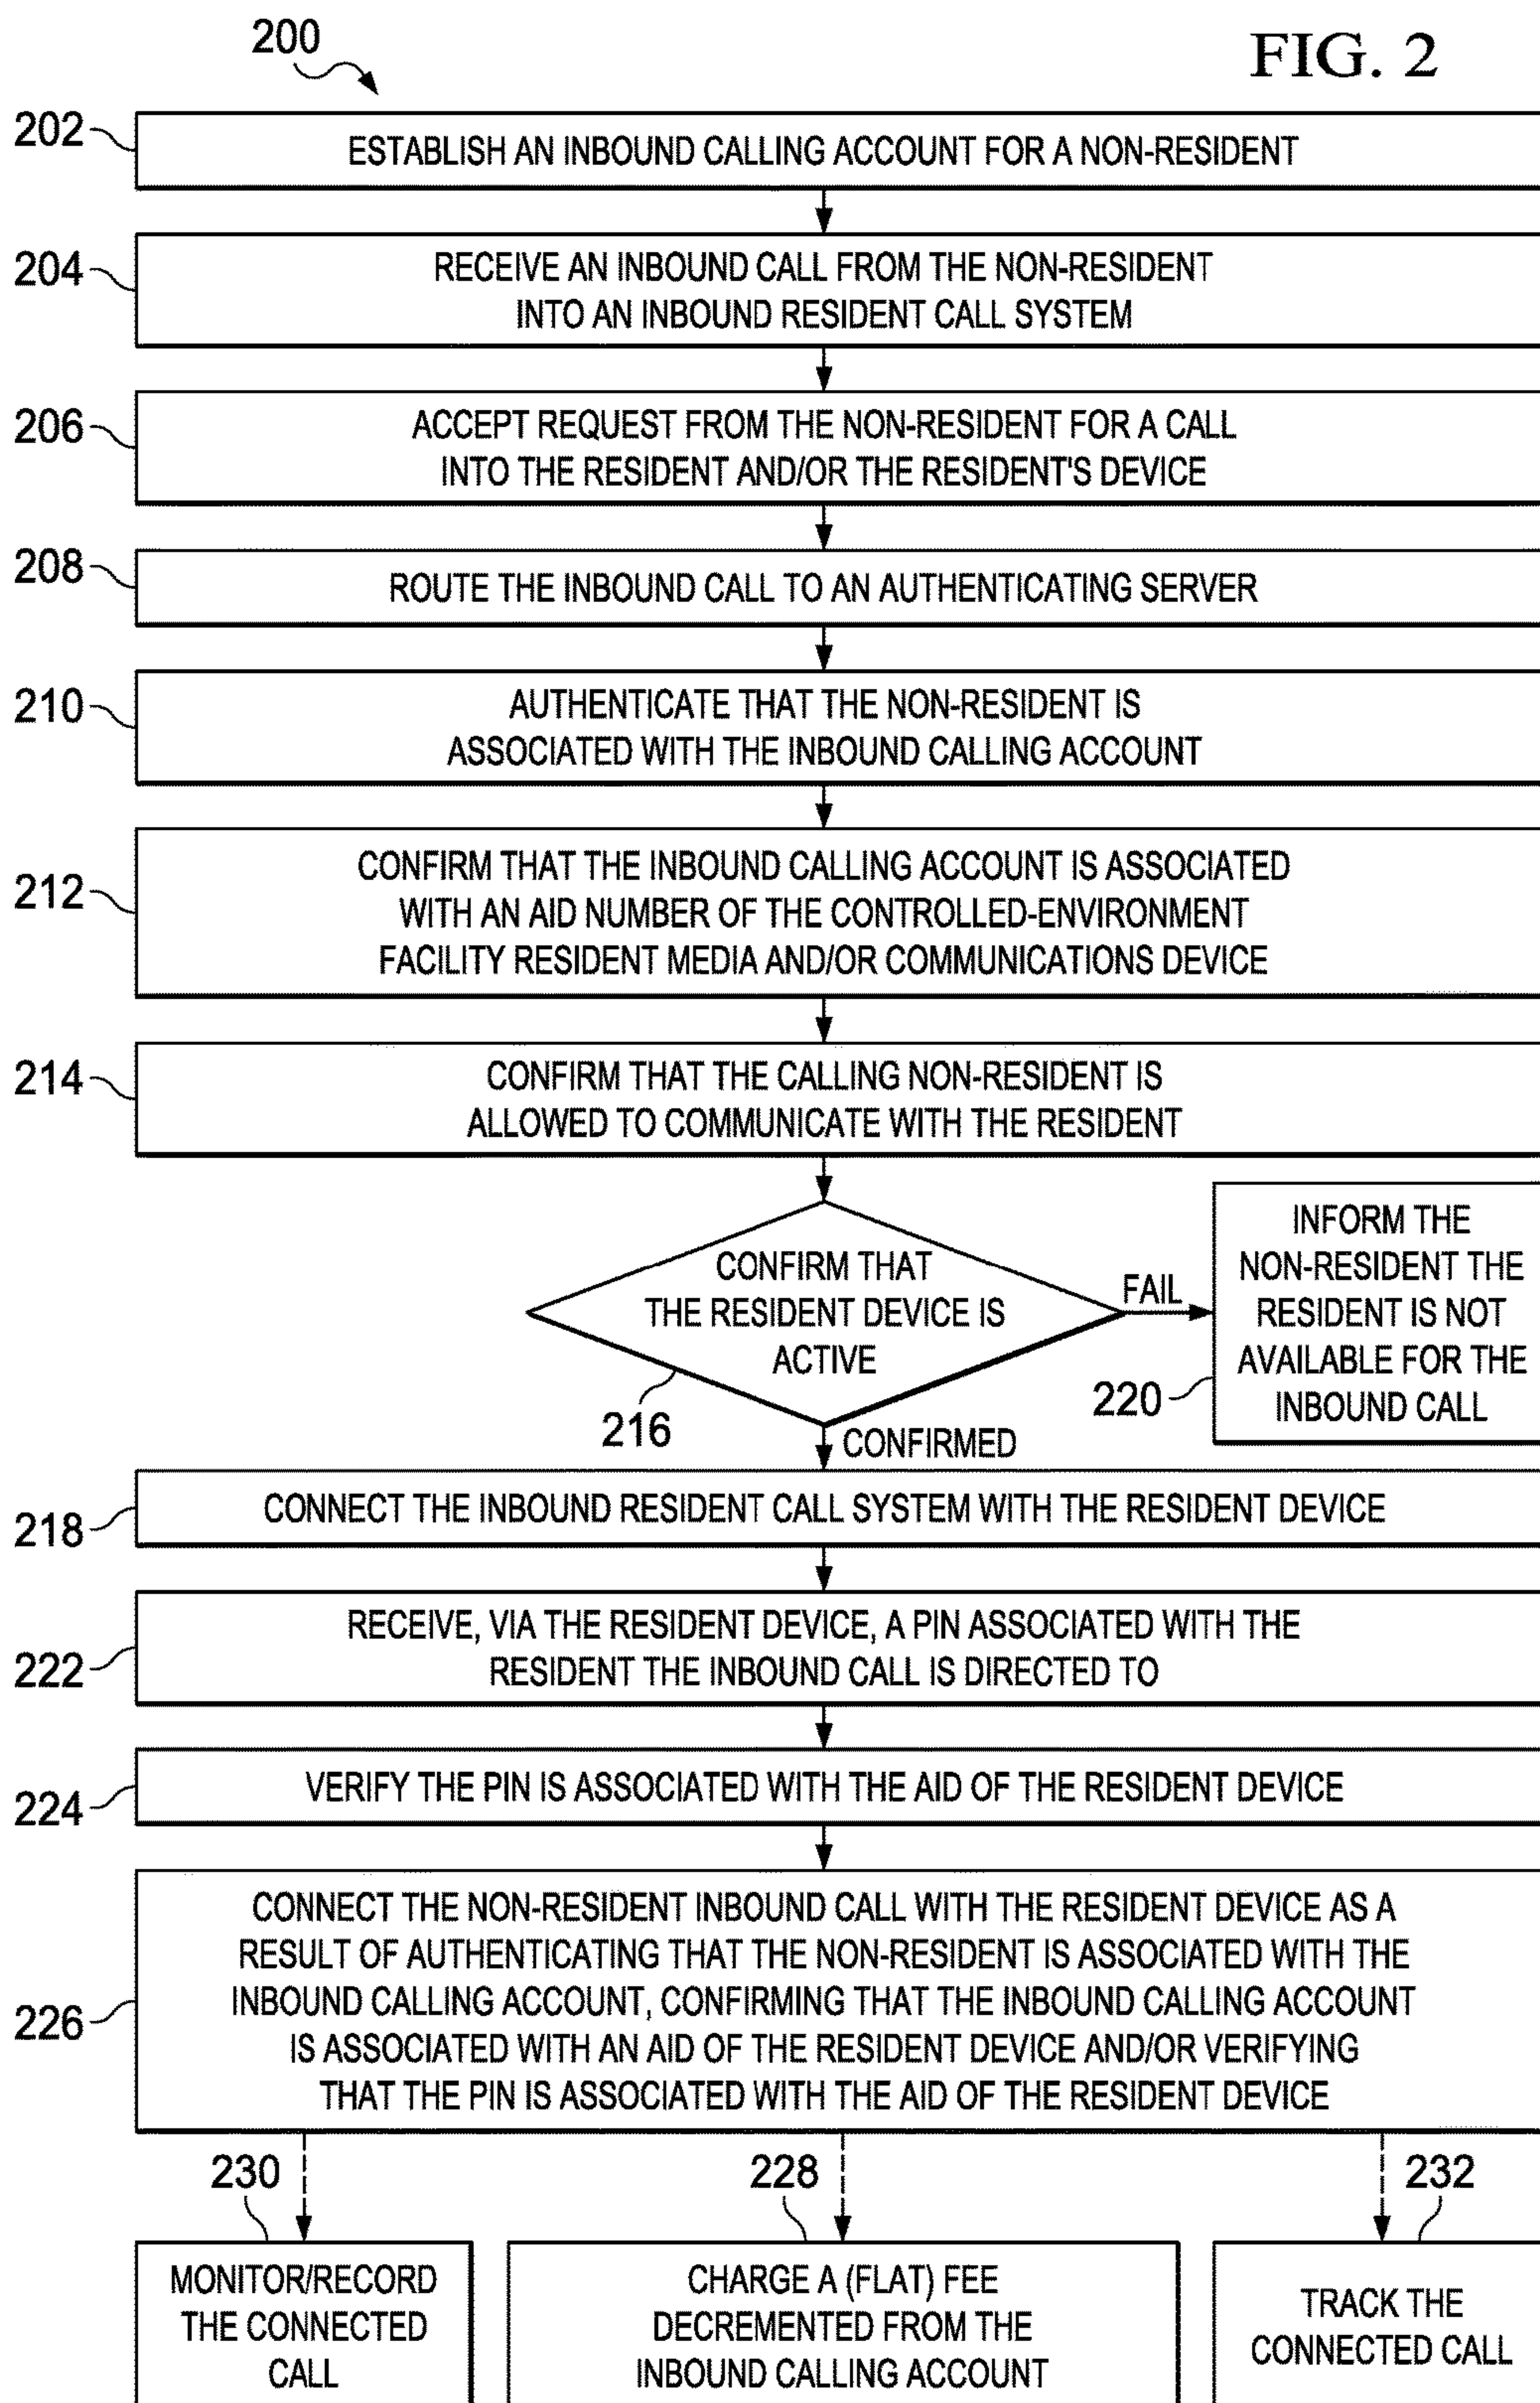 200
FIG. 2
202
ESTABLISH AN INBOUND CALLING ACCOUNT FOR A NON-RESIDENT
204
RECEIVE AN INBOUND CALL FROM THE NON-RESIDENT
INTO AN INBOUND RESIDENT CALL SYSTEM
206
ACCEPT REQUEST FROM THE NON-RESIDENT FOR A CALL
INTO THE RESIDENT AND/OR THE RESIDENT'S DEVICE
208
ROUTE THE INBOUND CALL TO AN AUTHENTICATING SERVER
210
AUTHENTICATE THAT THE NON-RESIDENT IS
ASSOCIATED WITH THE INBOUND CALLING ACCOUNT
212
CONFIRM THAT THE INBOUND CALLING ACCOUNT IS ASSOCIATED
WITH AN AID NUMBER OF THE CONTROLLED-ENVIRONMENT
FACILITY RESIDENT MEDIA AND/OR COMMUNICATIONS DEVICE
214
CONFIRM THAT THE CALLING NON-RESIDENT IS
ALLOWED TO COMMUNICATE WITH THE RESIDENT
CONFIRM THAT
THE RESIDENT DEVICE IS
ACTIVE
216
FAIL
INFORM THE
NON-RESIDENT THE
RESIDENT IS NOT
AVAILABLE FOR THE
INBOUND CALL
220
CONFIRMED
218
CONNECT THE INBOUND RESIDENT CALL SYSTEM WITH THE RESIDENT DEVICE
222
RECEIVE, VIA THE RESIDENT DEVICE, A PIN ASSOCIATED WITH THE
RESIDENT THE INBOUND CALL IS DIRECTED TO
224
VERIFY THE PIN IS ASSOCIATED WITH THE AID OF THE RESIDENT DEVICE
226
CONNECT THE NON-RESIDENT INBOUND CALL WITH THE RESIDENT DEVICE AS A
RESULT OF AUTHENTICATING THAT THE NON-RESIDENT IS ASSOCIATED WITH THE
INBOUND CALLING ACCOUNT, CONFIRMING THAT THE INBOUND CALLING ACCOUNT
IS ASSOCIATED WITH AN AID OF THE RESIDENT DEVICE AND/OR VERIFYING
THAT THE PIN IS ASSOCIATED WITH THE AID OF THE RESIDENT DEVICE
230
MONITOR/RECORD
THE CONNECTED
CALL
228
CHARGE A (FLAT) FEE
DECREMENTED FROM THE
INBOUND CALLING ACCOUNT
232
TRACK THE
CONNECTED CALL